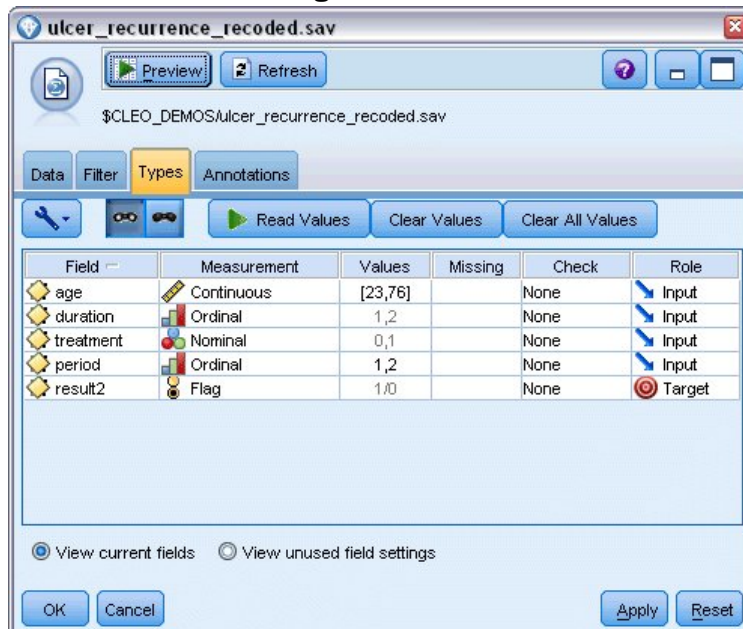 ulcer_recurrence_recoded.sav
Preview Refresh
$CLEO_DEMOS/ulcer_recurrence_recoded.sav
Data Filter Types Annotations
Read Values Clear Values Clear All Values
Field Measurement Values Missing Check Role
age Continuous [23,76] None Input
duration Ordinal 1,2 None Input
treatment Nominal 0,1 None Input
period Ordinal 1,2 None Input
result2 Flag 1/0 None Target
View current fields View unused field settings
OK Cancel Apply Reset